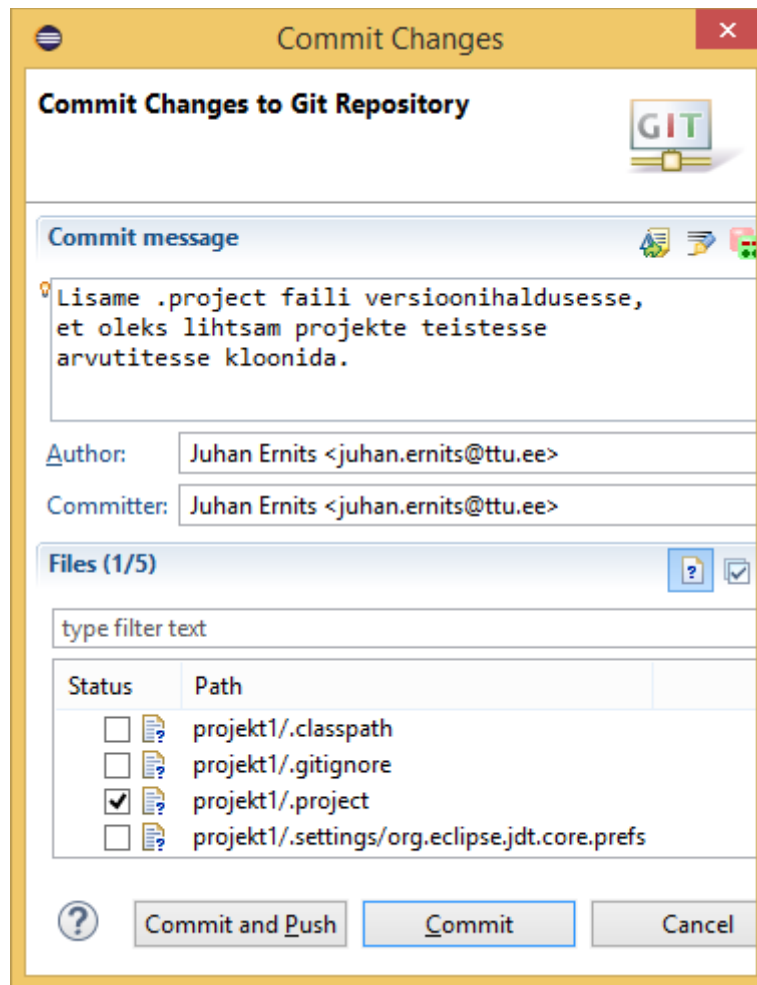 Commit Changes
Commit Changes to Git Repository
GIT
Commit message
Lisame .project faili versioonihaldusesse,
et oleks lihtsam projekte teistesse
arvutitesse kloonida.
Author: Juhan Ernits <juhan.ernits@ttu.ee>
Committer: Juhan Ernits <juhan.ernits@ttu.ee>
Files (1/5)
type filter text
Status Path
projekt1/.classpath
projekt1/.gitignore
projekt1/.project
projekt1/.settings/org.eclipse.jdt.core.prefs
Commit and Push Commit Cancel